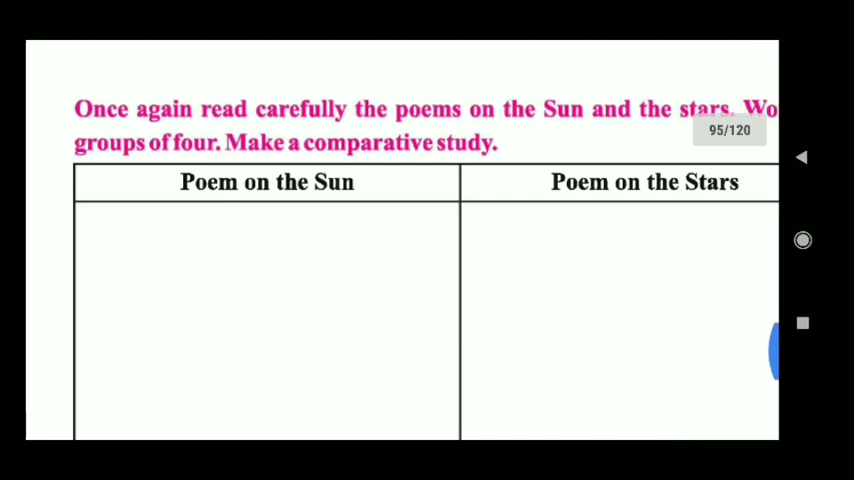 Once again read carefully the poems on the Sun and the stars. Wo
95/120
groups of four. Make a comparative study.
Poem on the Sun
Poem on the Stars